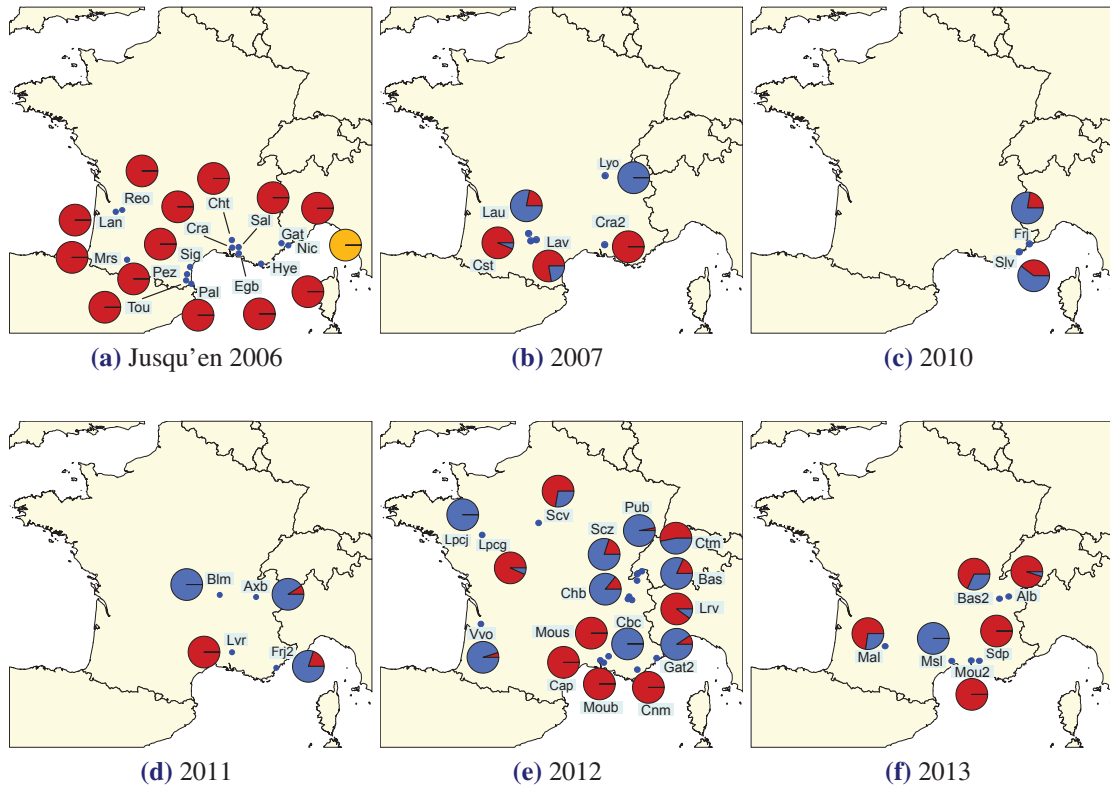 Reo
Lan
Cht
Cra
Sal
Gat
Nic
Mrs
Sig
Pez
Hye
Tou
Pal
Egb
(a) Jusqu'en 2006
Lyo
Lau
Cra2
Lav
Cst
(b) 2007
Frj
Slv
(c) 2010
Blm
Axb
Lvr
Frj2
(d) 2011
Scv
Pub
Lpcj
Lpcg
Scz
Ctm
Bas
Chb
Lrv
Vvo
Mous
Cbc
Gat2
Cap
Moub
Cnm
(e) 2012
Bas2
Alb
Mal
Msl
Sdp
Mou2
(f) 2013